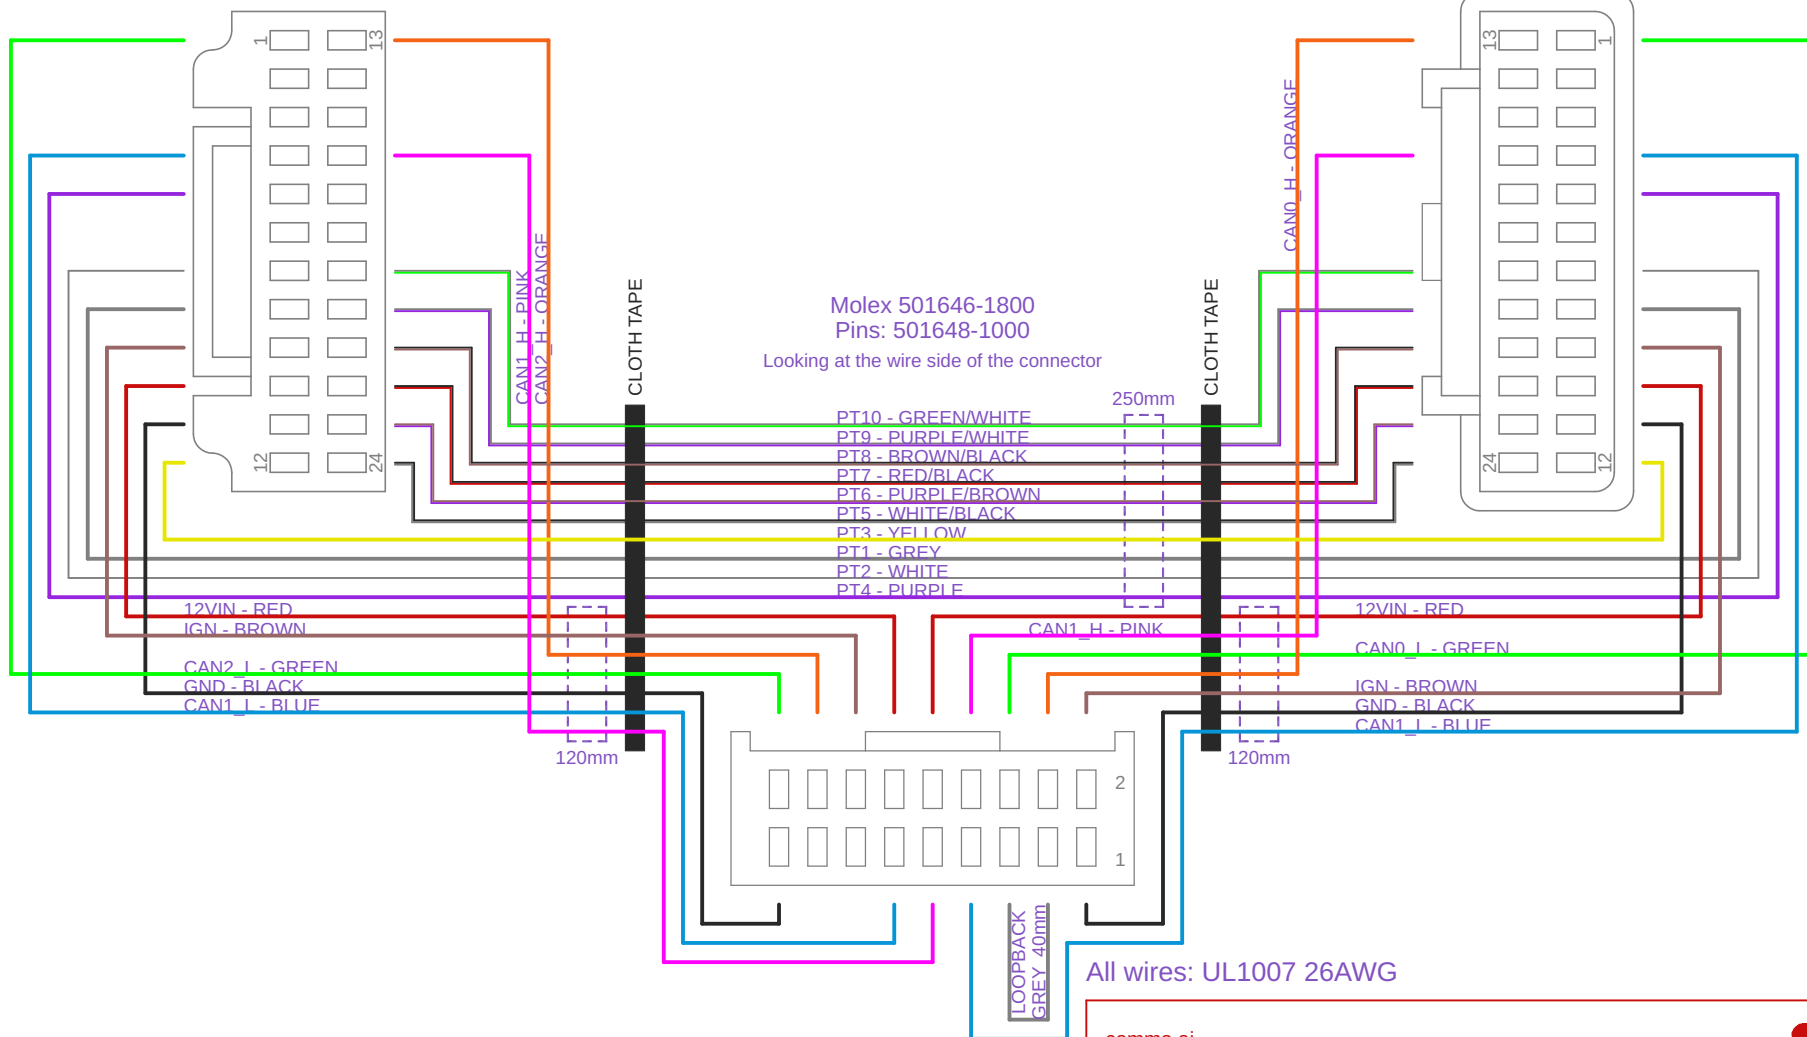 1
13
12
24
13
1
24
12
CAN1_H - PINK
CAN2_H - ORANGE
CLOTH TAPE
CAN0_H - ORANGE
CLOTH TAPE
Molex 501646-1800
Pins: 501648-1000
Looking at the wire side of the connector
250mm
PT10 - GREEN/WHITE
PT9 - PURPLE/WHITE
PT8 - BROWN/BLACK
PT7 - RED/BLACK
PT6 - PURPLE/BROWN
PT5 - WHITE/BLACK
PT3 - YELLOW
PT1 - GREY
PT2 - WHITE
PT4 - PURPLE
12VIN - RED
IGN - BROWN
CAN2_L - GREEN
GND - BLACK
CAN1_L - BLUE
120mm
CAN1_H - PINK
12VIN - RED
CAN0_L - GREEN
IGN - BROWN
GND - BLACK
CAN1_L - BLUE
120mm
2
1
LOOPBACK
GREY 40mm
All wires: UL1007 26AWG